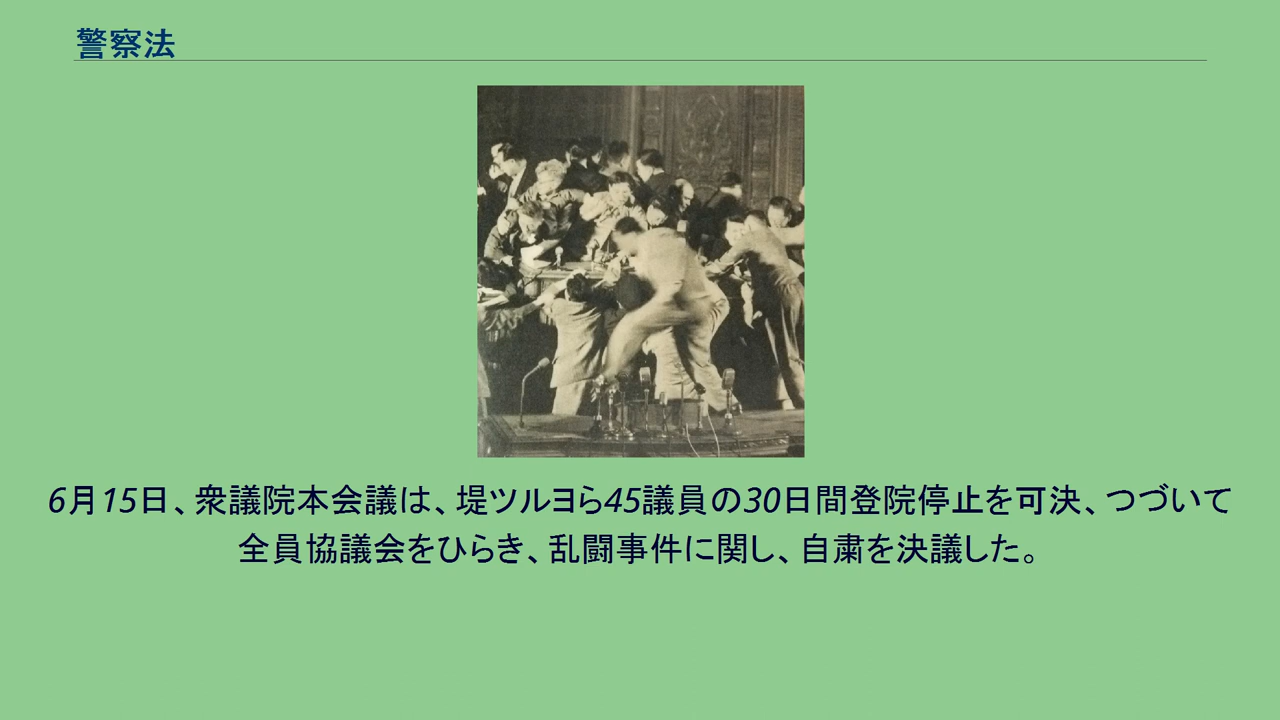 警察法
6月15日、衆議院本会議は、堤ツルヨら45議員の30日間登院停止を可決、つづいて
全員協議会をひらき、乱闘事件に関し、自粛を決議した。